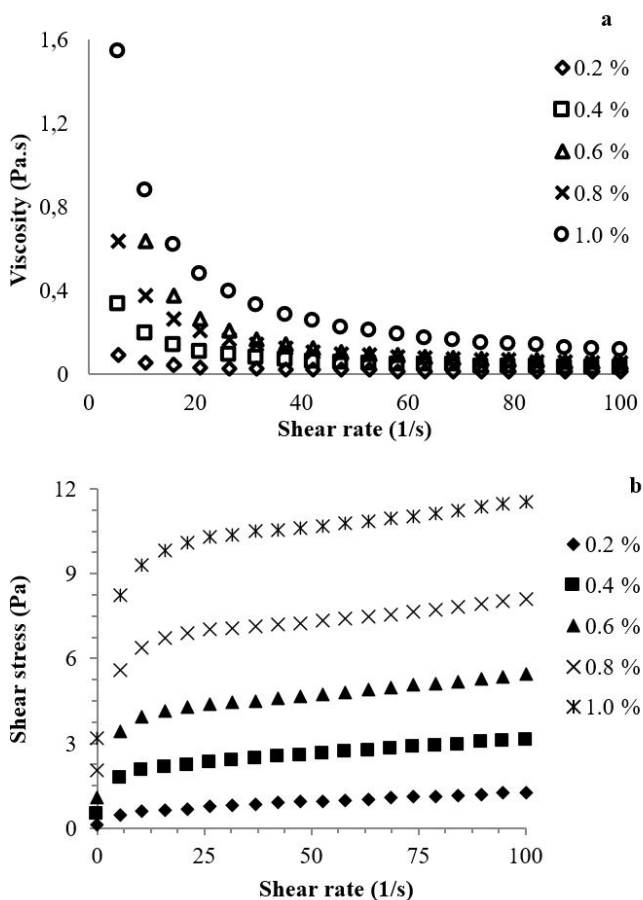 a
1,6
1,2
0,8
0,4
0
Viscosity (Pa.s)
0 20 40 60 80 100
Shear rate (1/s)
0.2 %
0.4 %
0.6 %
0.8 %
1.0 %
b
12
9
6
3
0
Shear stress (Pa)
0 25 50 75 100
Shear rate (1/s)
0.2 %
0.4 %
0.6 %
0.8 %
1.0 %